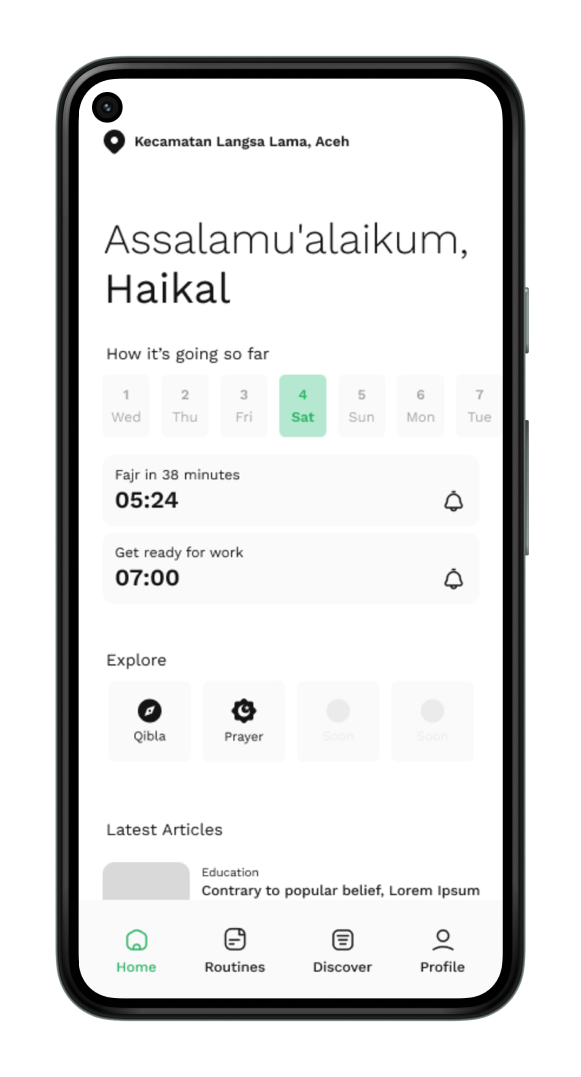 Kecamatan Langsa Lama, Aceh
Assalamu'alaikum,
Haikal
How it’s going so far
1 2 3 4 5 6 7
Wed Thu Fri Sat Sun Mon Tue
Fajr in 38 minutes
05:24
Get ready for work
07:00
Explore
Qibla Prayer Soon Soon
Latest Articles
Education
Contrary to popular belief, Lorem Ipsum
Home Routines Discover Profile